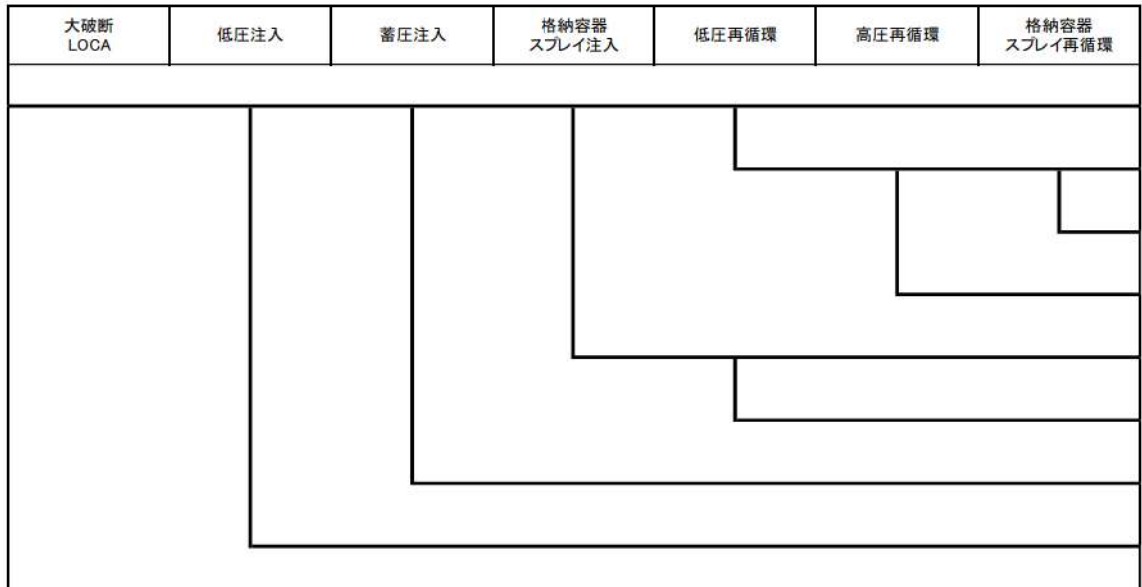 大破断
LOCA
低圧注入
蓄圧注入
格納容器
スプレイ注入
低圧再循環
高圧再循環
格納容器
スプレイ再循環